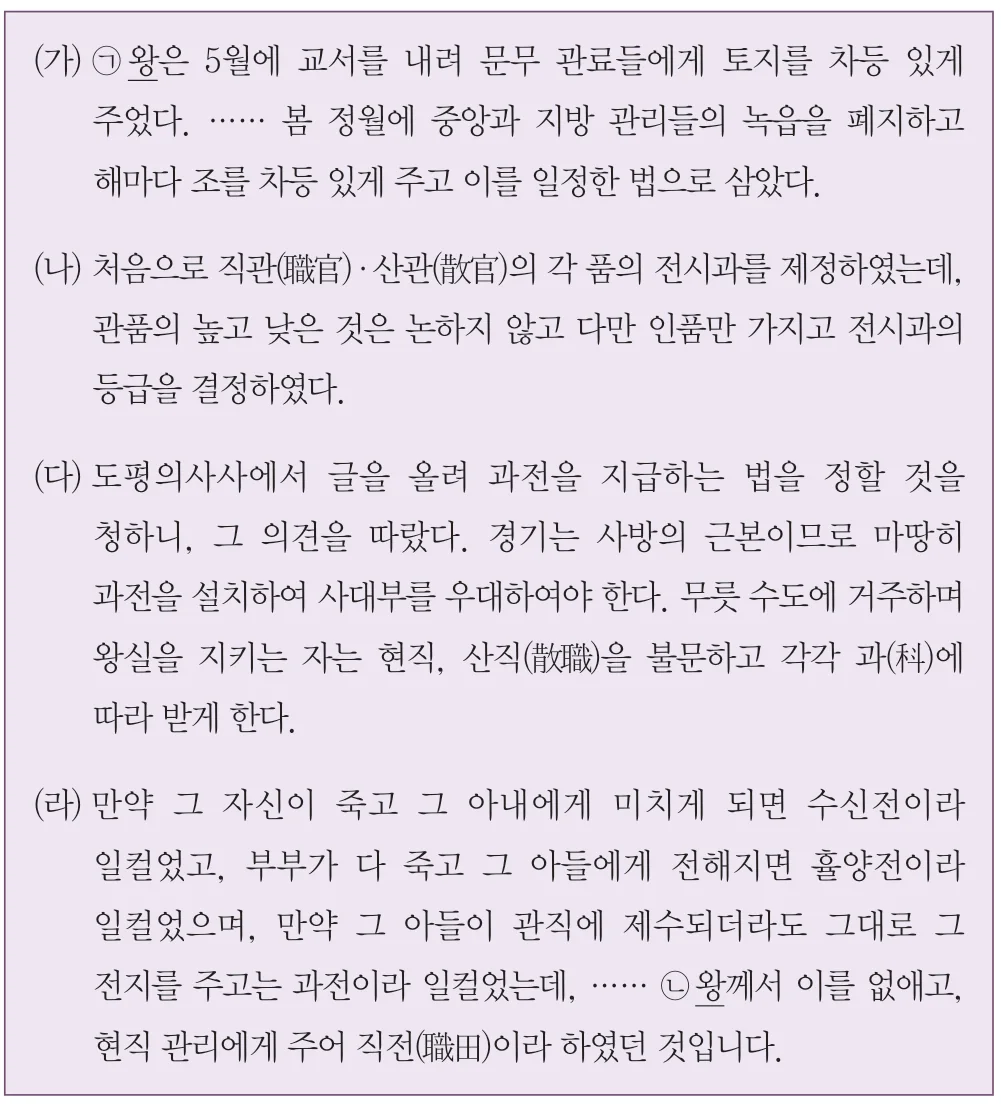 (가) ㉠ 왕은 5월에 교서를 내려 문무 관료들에게 토지를 차등 있게
주었다. …… 봄 정월에 중앙과 지방 관리들의 녹읍을 폐지하고
해마다 조를 차등 있게 주고 이를 일정한 법으로 삼았다.
(나) 처음으로 직관(職官)·산관(散官)의 각 품의 전시과를 제정하였는데,
관품의 높고 낮은 것은 논하지 않고 다만 인품만 가지고 전시과의
등급을 결정하였다.
(다) 도평의사사에서 글을 올려 과전을 지급하는 법을 정할 것을
청하니, 그 의견을 따랐다. 경기는 사방의 근본이므로 마땅히
과전을 설치하여 사대부를 우대하여야 한다. 무릇 수도에 거주하며
왕실을 지키는 자는 현직, 산직(散職)을 불문하고 각각 과(科)에
따라 받게 한다.
(라) 만약 그 자신이 죽고 그 아내에게 미치게 되면 수신전이라
일컬었고, 부부가 다 죽고 그 아들에게 전해지면 휼양전이라
일컬었으며, 만약 그 아들이 관직에 제수되더라도 그대로 그
전지를 주고는 과전이라 일컬었는데, …… ㉡ 왕께서 이를 없애고,
현직 관리에게 주어 직전(職田)이라 하였던 것입니다.